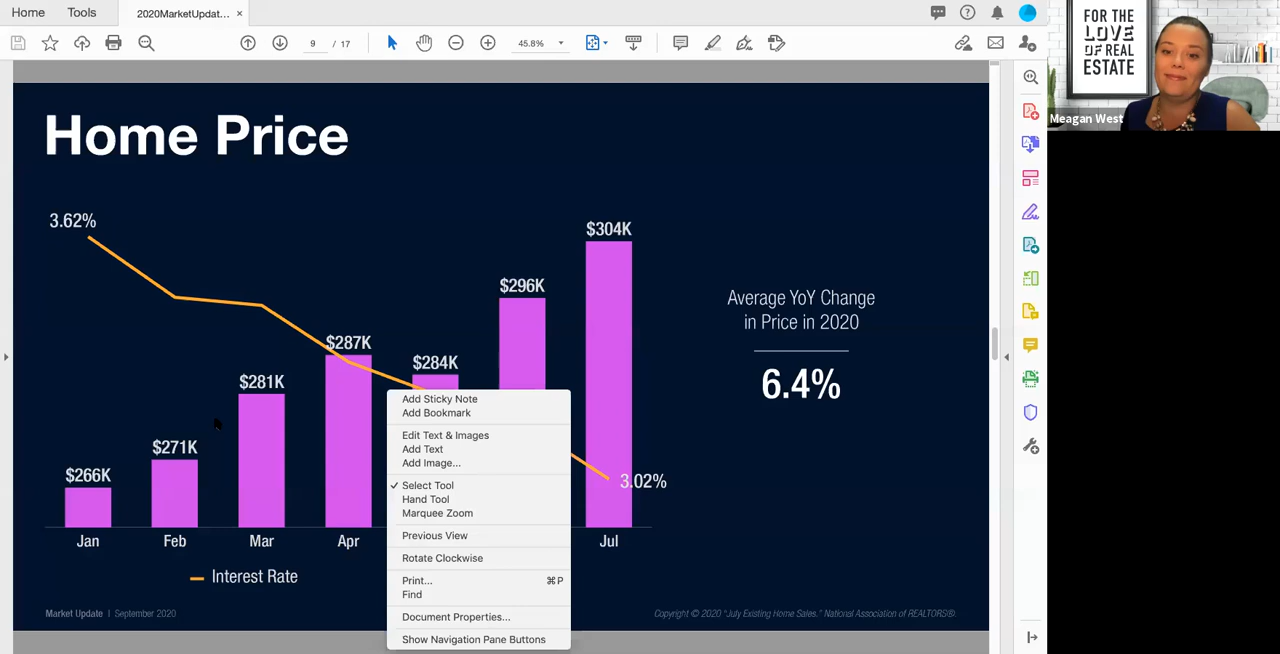 Home Tools 2020MarketUpdat... ×
9 / 17 45.8%
FOR THE
LOVE
OF REAL
ESTATE
Meagan West
Home Price
3.62%
$304K
$296K
$287K
$284K
$281K
$271K
$266K
3.02%
Average YoY Change
in Price in 2020
6.4%
Add Sticky Note
Add Bookmark
Edit Text & Images
Add Text
Add Image...
✓ Select Tool
Hand Tool
Marquee Zoom
Previous View
Rotate Clockwise
Print... ⌘P
Find
Document Properties...
Show Navigation Pane Buttons
Jan Feb Mar Apr Jul
Interest Rate
Market Update | September 2020
Copyright © 2020 "July Existing Home Sales." National Association of REALTORS®.